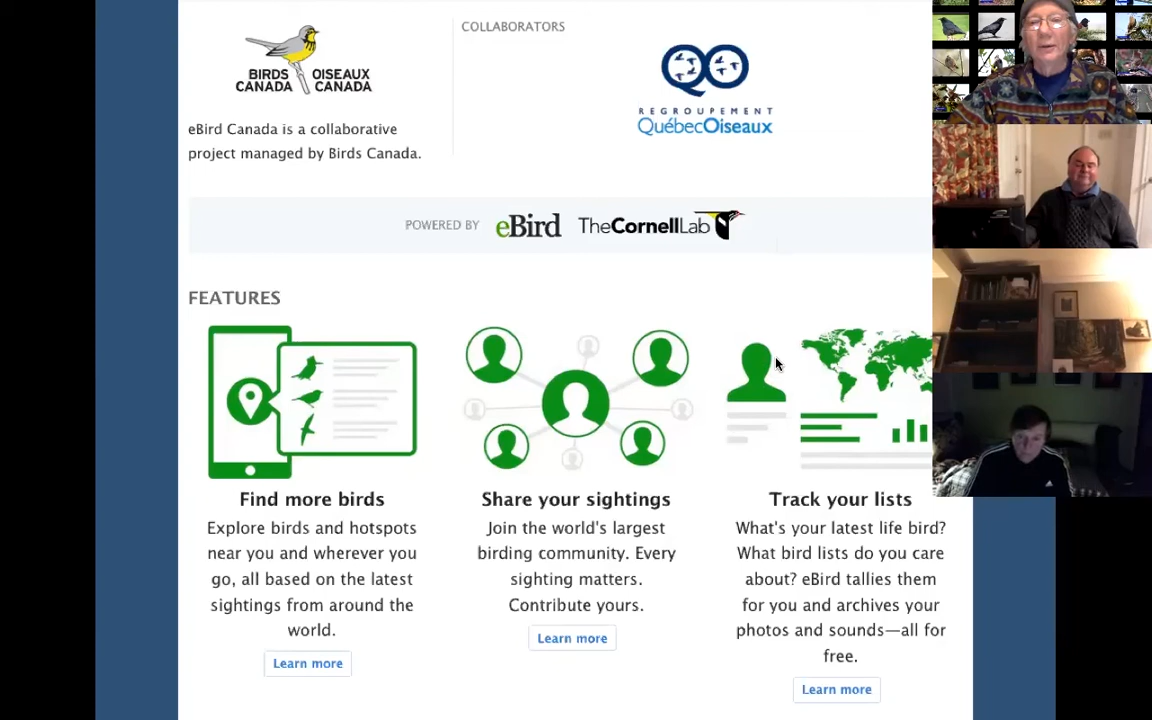 BIRDS OISEAUX
CANADA CANADA
eBird Canada is a collaborative
project managed by Birds Canada.
COLLABORATORS
REGROUPEMENT
QuébecOiseaux
POWERED BY eBird TheCornellLab
FEATURES
Find more birds
Explore birds and hotspots
near you and wherever you
go, all based on the latest
sightings from around the
world.
Learn more
Share your sightings
Join the world's largest
birding community. Every
sighting matters.
Contribute yours.
Learn more
Track your lists
What's your latest life bird?
What bird lists do you care
about? eBird tallies them
for you and archives your
photos and sounds—all for
free.
Learn more